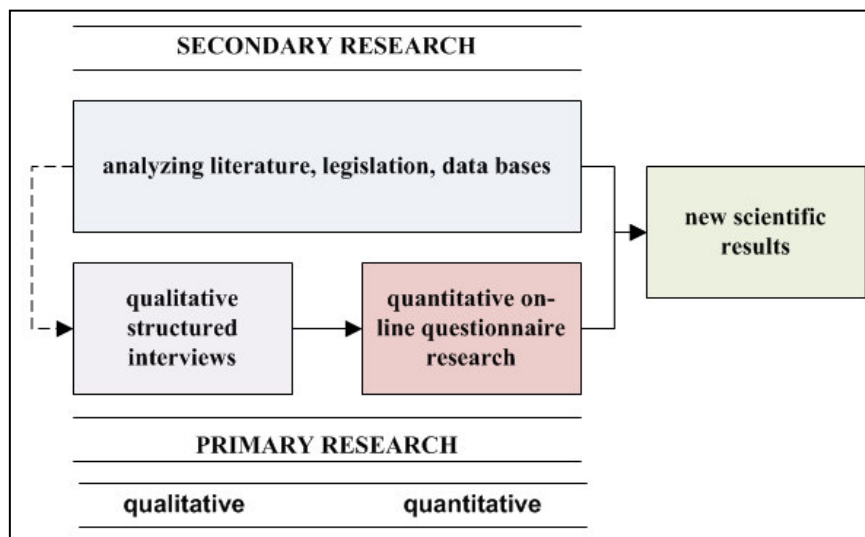 SECONDARY RESEARCH
analyzing literature, legislation, data bases
new scientific
results
qualitative
structured
interviews
quantitative on-
line questionnaire
research
PRIMARY RESEARCH
qualitative
quantitative